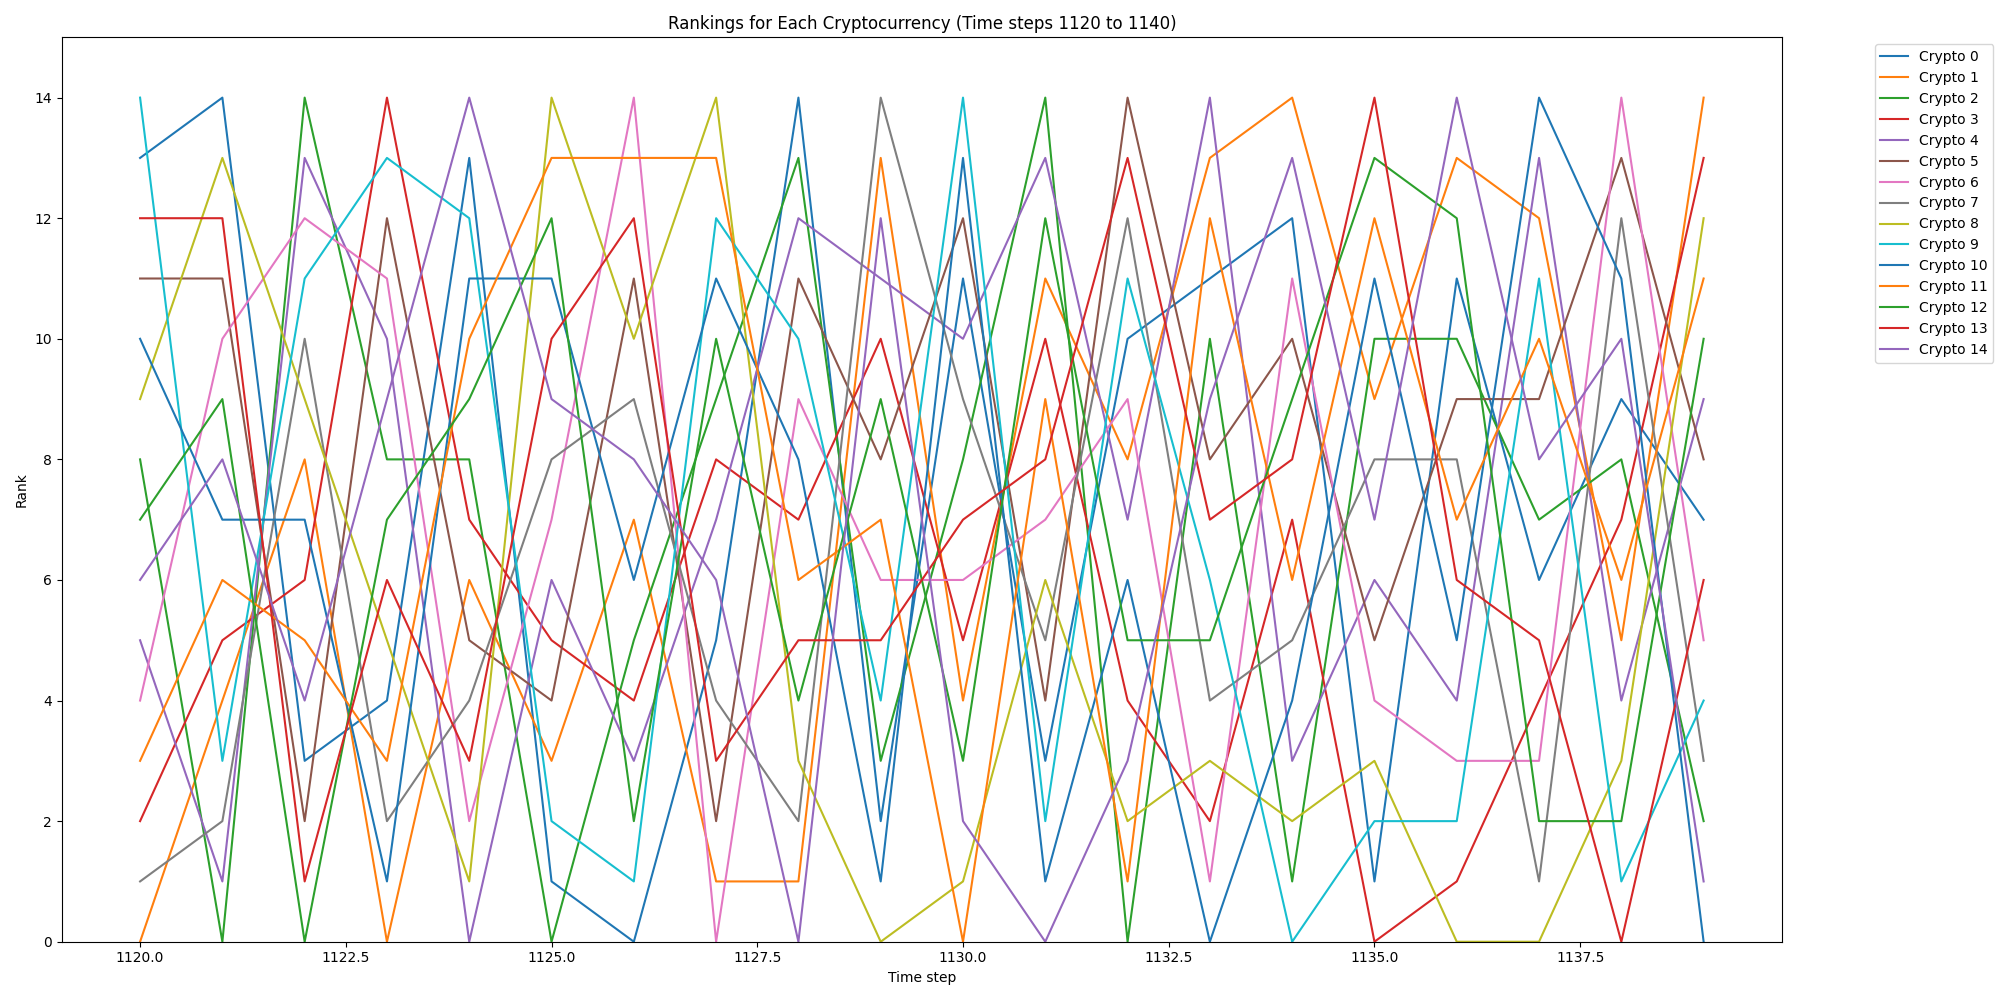 Rankings for Each Cryptocurrency (Time steps 1120 to 1140)
14
12
10
8
6
4
2
0
Rank
1120.0 1122.5 1125.0 1127.5 1130.0 1132.5 1135.0 1137.5
Time step
Crypto 0
Crypto 1
Crypto 2
Crypto 3
Crypto 4
Crypto 5
Crypto 6
Crypto 7
Crypto 8
Crypto 9
Crypto 10
Crypto 11
Crypto 12
Crypto 13
Crypto 14